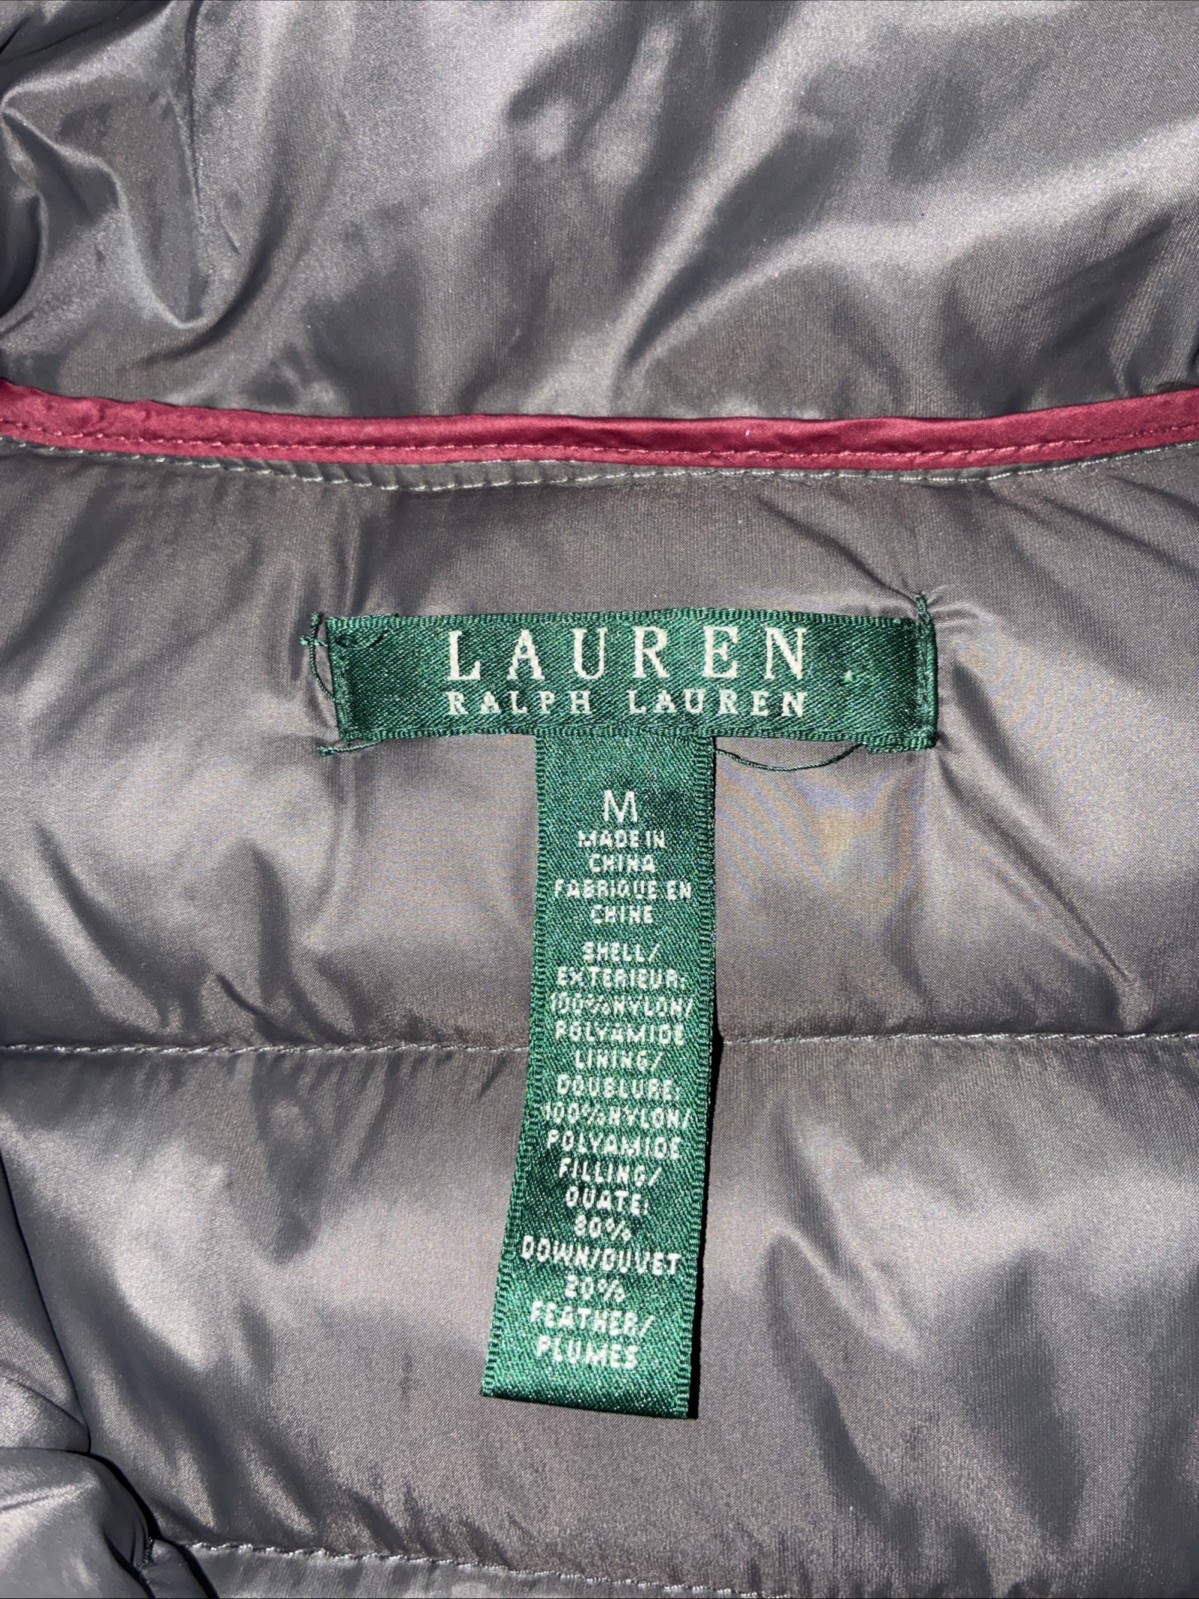 LAUREN
RALPH LAUREN
M
MADE IN
CHINA
FABRIQUE EN
CHINE
SHELL/
EXTERIEUR:
100% NYLON/
POLYAMIDE
LINING/
DOUBLURE:
100% NYLON/
POLYAMIDE
FILLING/
OUATE:
80%
DOWN/DUVET
20%
FEATHER/
PLUMES